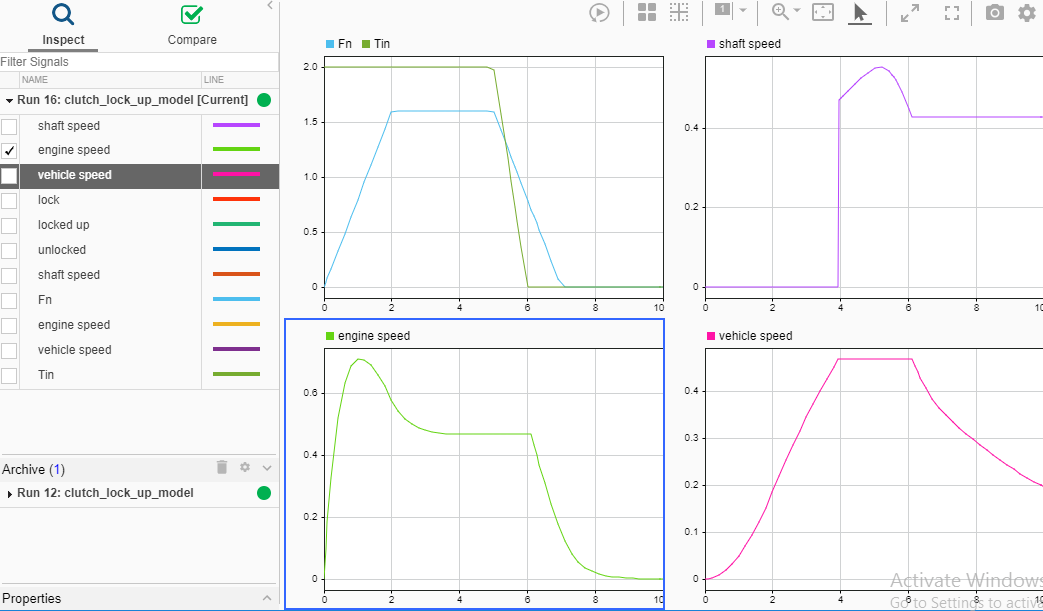 Inspect
Compare
Filter Signals
NAME
LINE
Run 16: clutch_lock_up_model [Current]
shaft speed
engine speed
vehicle speed
lock
locked up
unlocked
shaft speed
Fn
engine speed
vehicle speed
Tin
Archive (1)
Run 12: clutch_lock_up_model
Properties
1
Fn Tin
2.0
1.5
1.0
0.5
0
0 2 4 6 8 10
shaft speed
0.4
0.2
0
0 2 4 6 8 10
engine speed
0.6
0.4
0.2
0
0 2 4 6 8 10
vehicle speed
0.4
0.3
0.2
0.1
0
0 2 4 6 8
Activate Windows
Go to Settings to activa